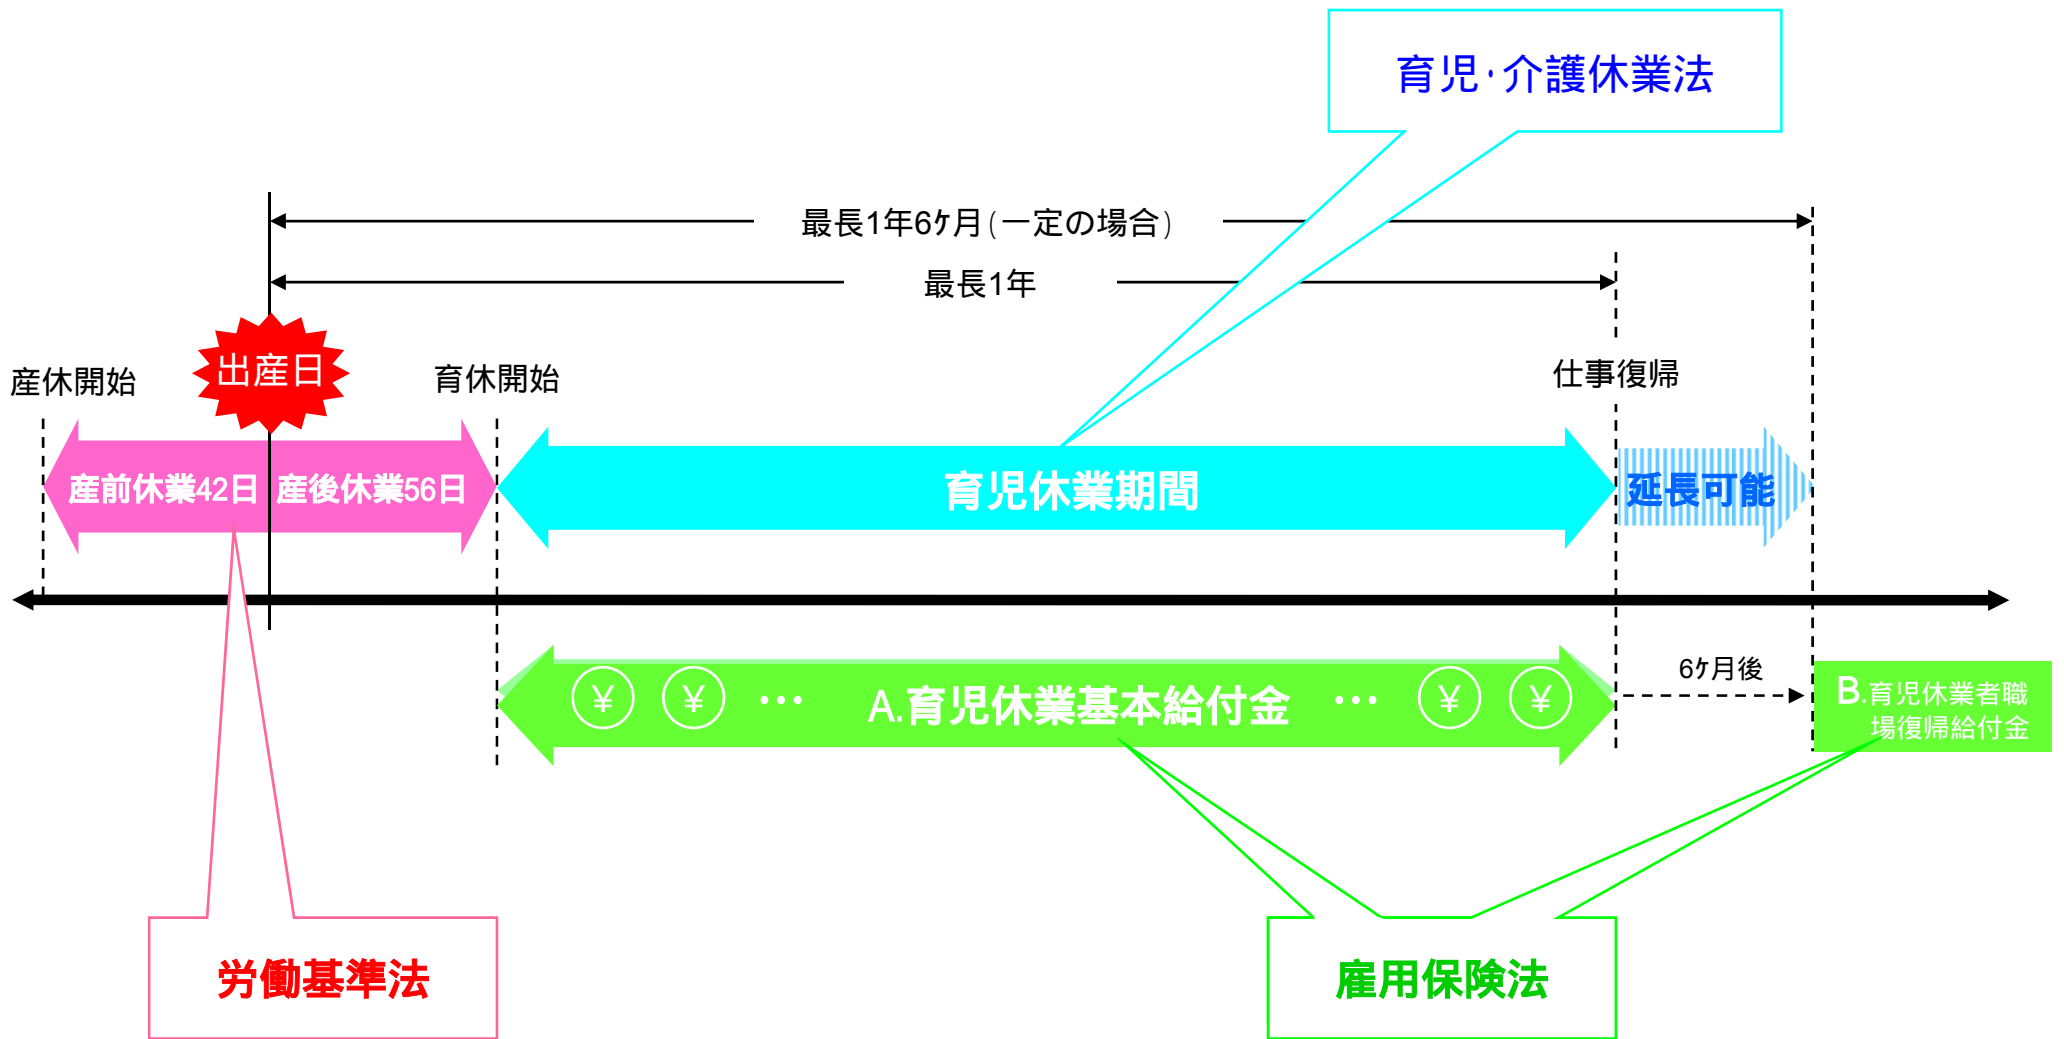 育児・介護休業法
最長1年6ヶ月(一定の場合)
最長1年
出産日
産休開始
育休開始
仕事復帰
産前休業42日
産後休業56日
育児休業期間
延長可能
¥ ¥ ・・・ A.育児休業基本給付金 ・・・ ¥ ¥
6ヶ月後
B.育児休業者職
場復帰給付金
労働基準法
雇用保険法